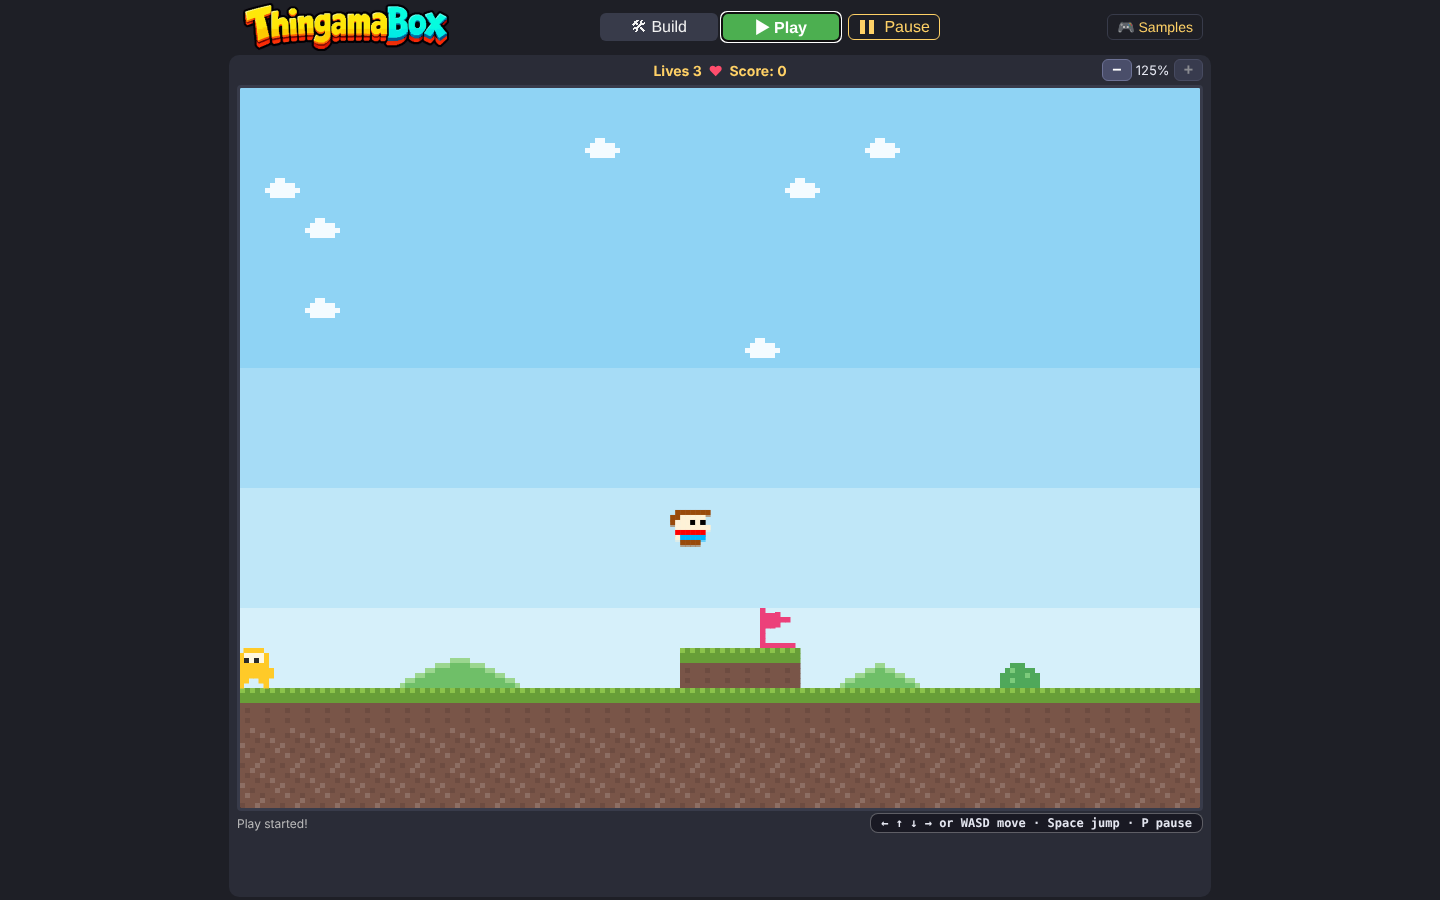 ThingamaBox
🛠 Build
▶ Play
Pause
🎮 Samples
Lives 3 ♥ Score: 0
− 125% +
Play started!
← ↑ ↓ → or WASD move · Space jump · P pause